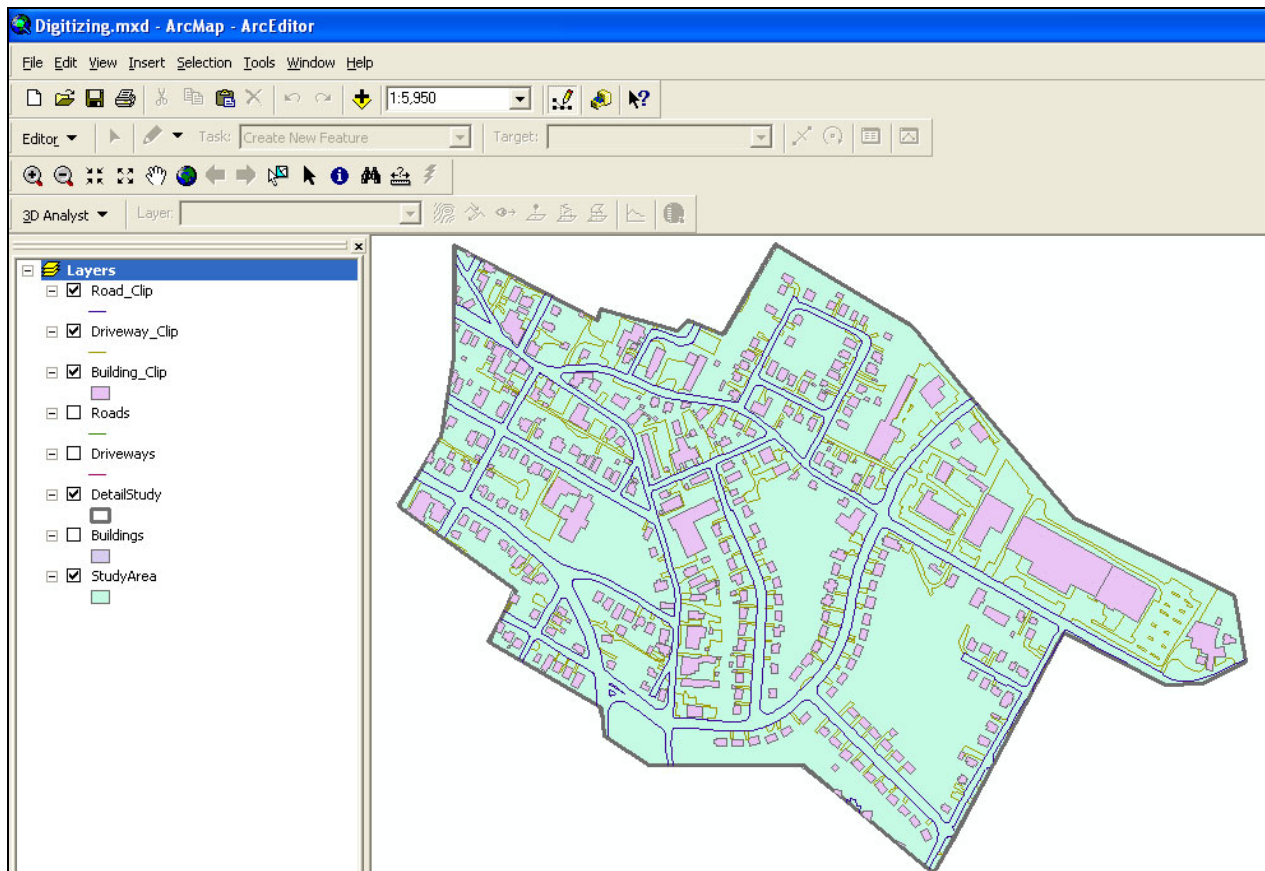 Digitizing.mxd - ArcMap - ArcEditor
File Edit View Insert Selection Tools Window Help
1:5,950
Editor Task: Create New Feature Target:
3D Analyst Layer:
Layers
Road_Clip
Driveway_Clip
Building_Clip
Roads
Driveways
DetailStudy
Buildings
StudyArea